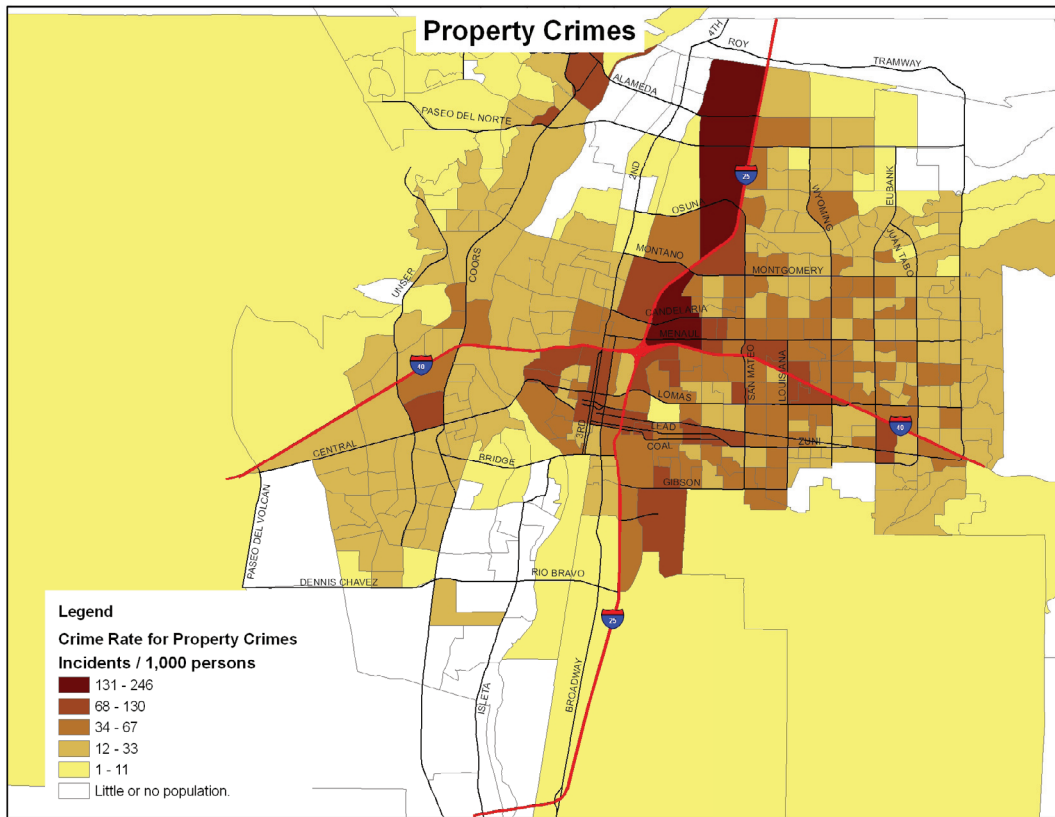 Property Crimes
4TH
ROY
TRAMWAY
ALAMEDA
PASEO DEL NORTE
2ND
25
WYOMING
EUBANK
OSUNA
JUAN TABO
MONTANO
MONTGOMERY
UNSER
COORS
CANDELARIA
MENAUL
40
SAN MATEO
LOUISIANA
LOMAS
3RD
LEAD
40
CENTRAL
COAL
ZUNI
BRIDGE
GIBSON
PASEO DEL VOLCAN
RIO BRAVO
DENNIS CHAVEZ
25
ISLETA
BROADWAY
Legend
Crime Rate for Property Crimes
Incidents / 1,000 persons
131 - 246
68 - 130
34 - 67
12 - 33
1 - 11
Little or no population.